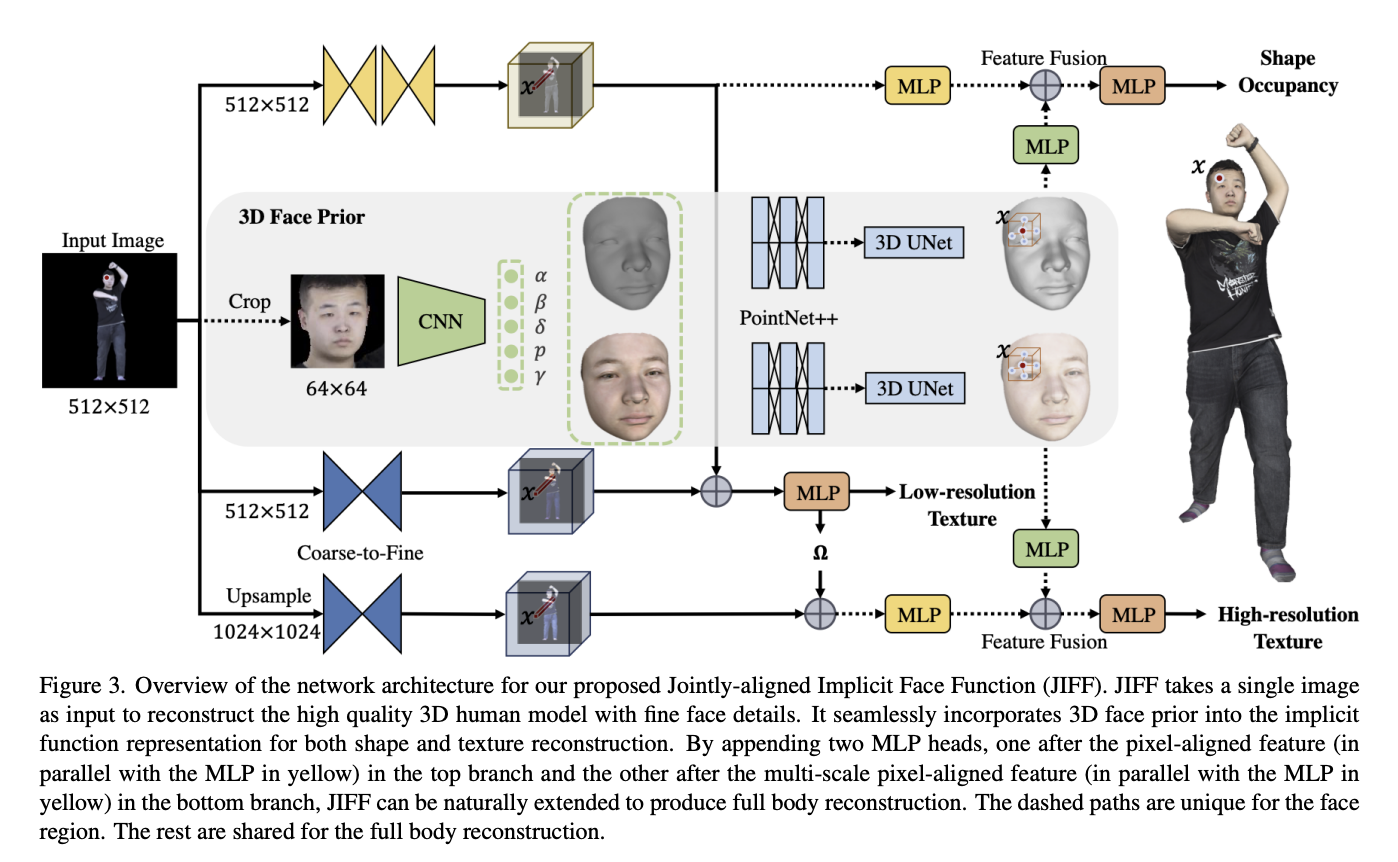 Feature Fusion
Shape
Occupancy
512×512
x
MLP
MLP
MLP
x
3D Face Prior
Input Image
Crop
CNN
α
β
δ
p
γ
64×64
512×512
3D UNet
PointNet++
3D UNet
x
x
MONSTER
HUNTER
512×512
x
MLP
Low-resolution
Texture
Coarse-to-Fine
Ω
MLP
Upsample
1024×1024
x
MLP
MLP
Feature Fusion
High-resolution
Texture
Figure 3. Overview of the network architecture for our proposed Jointly-aligned Implicit Face Function (JIFF). JIFF takes a single image
as input to reconstruct the high quality 3D human model with fine face details. It seamlessly incorporates 3D face prior into the implicit
function representation for both shape and texture reconstruction. By appending two MLP heads, one after the pixel-aligned feature (in
parallel with the MLP in yellow) in the top branch and the other after the multi-scale pixel-aligned feature (in parallel with the MLP in
yellow) in the bottom branch, JIFF can be naturally extended to produce full body reconstruction. The dashed paths are unique for the face
region. The rest are shared for the full body reconstruction.